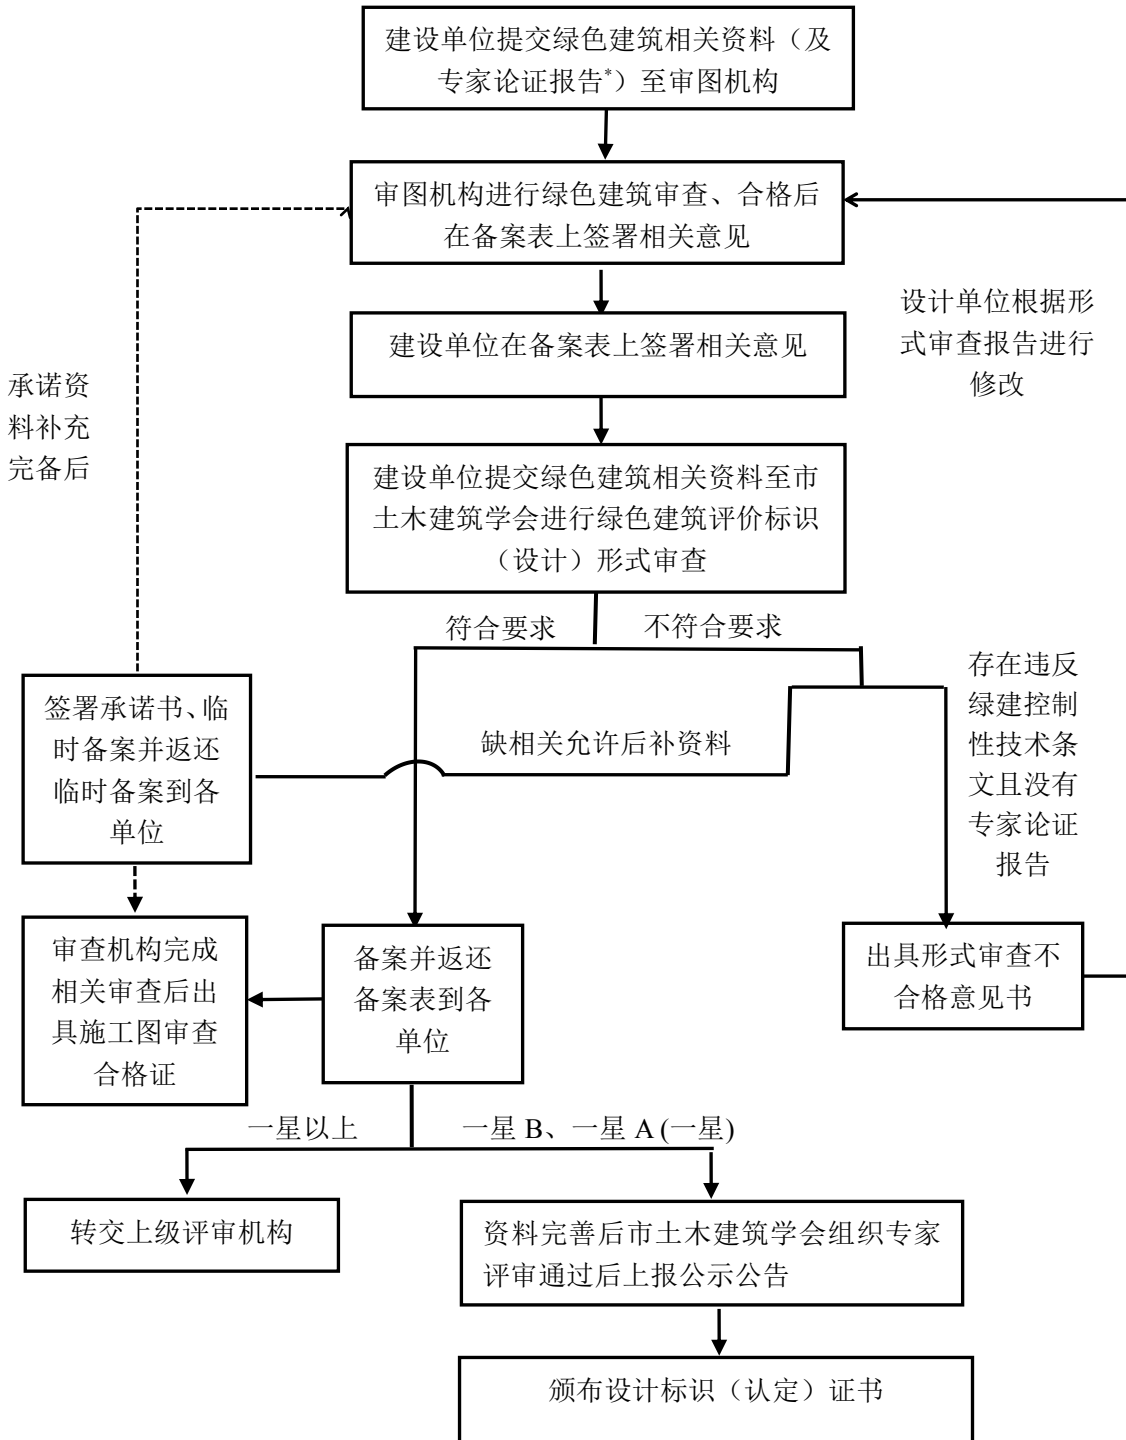 建设单位提交绿色建筑相关资料（及
专家论证报告*）至审图机构
审图机构进行绿色建筑审查、合格后
在备案表上签署相关意见
设计单位根据形
式审查报告进行
修改
建设单位在备案表上签署相关意见
承诺资
料补充
完备后
建设单位提交绿色建筑相关资料至市
土木建筑学会进行绿色建筑评价标识
（设计）形式审查
符合要求
不符合要求
签署承诺书、临
时备案并返还
临时备案到各
单位
缺相关允许后补资料
存在违反
绿建控制
性技术条
文且没有
专家论证
报告
审查机构完成
相关审查后出
具施工图审查
合格证
备案并返还
备案表到各
单位
出具形式审查不
合格意见书
一星以上
一星 B、一星 A (一星)
转交上级评审机构
资料完善后市土木建筑学会组织专家
评审通过后上报公示公告
颁布设计标识（认定）证书